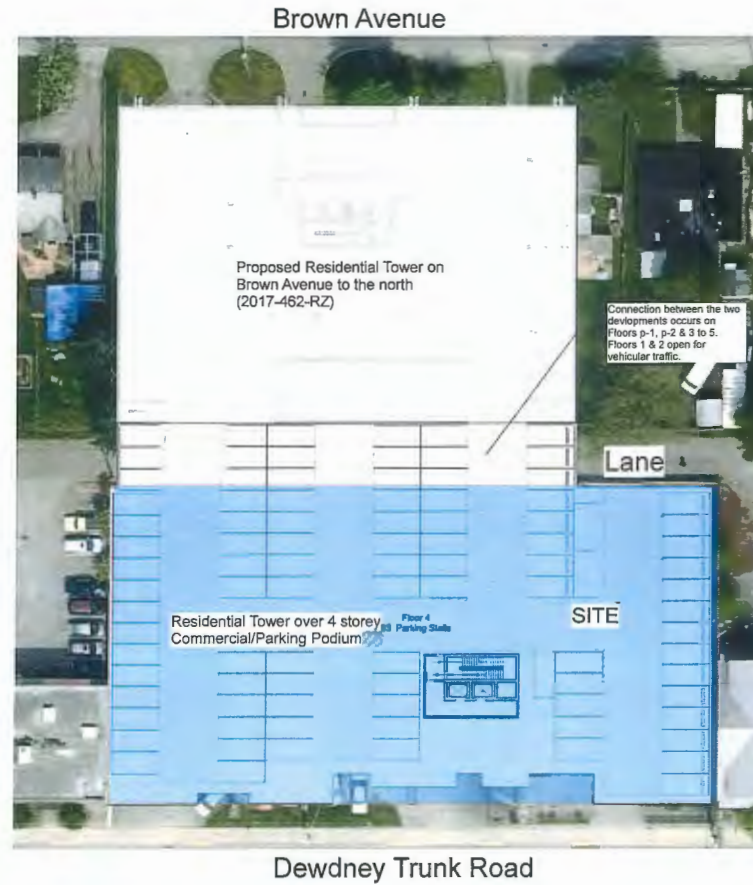 Brown Avenue
Proposed Residential Tower on
Brown Avenue to the north
(2017-462-RZ)
Connection between the two
devlopments occurs on
Floors p-1, p-2 & 3 to 5.
Floors 1 & 2 open for
vehicular traffic.
Lane
Residential Tower over 4 storey
Commercial/Parking Podium
Floor 4
Parking Stalls
SITE
Dewdney Trunk Road